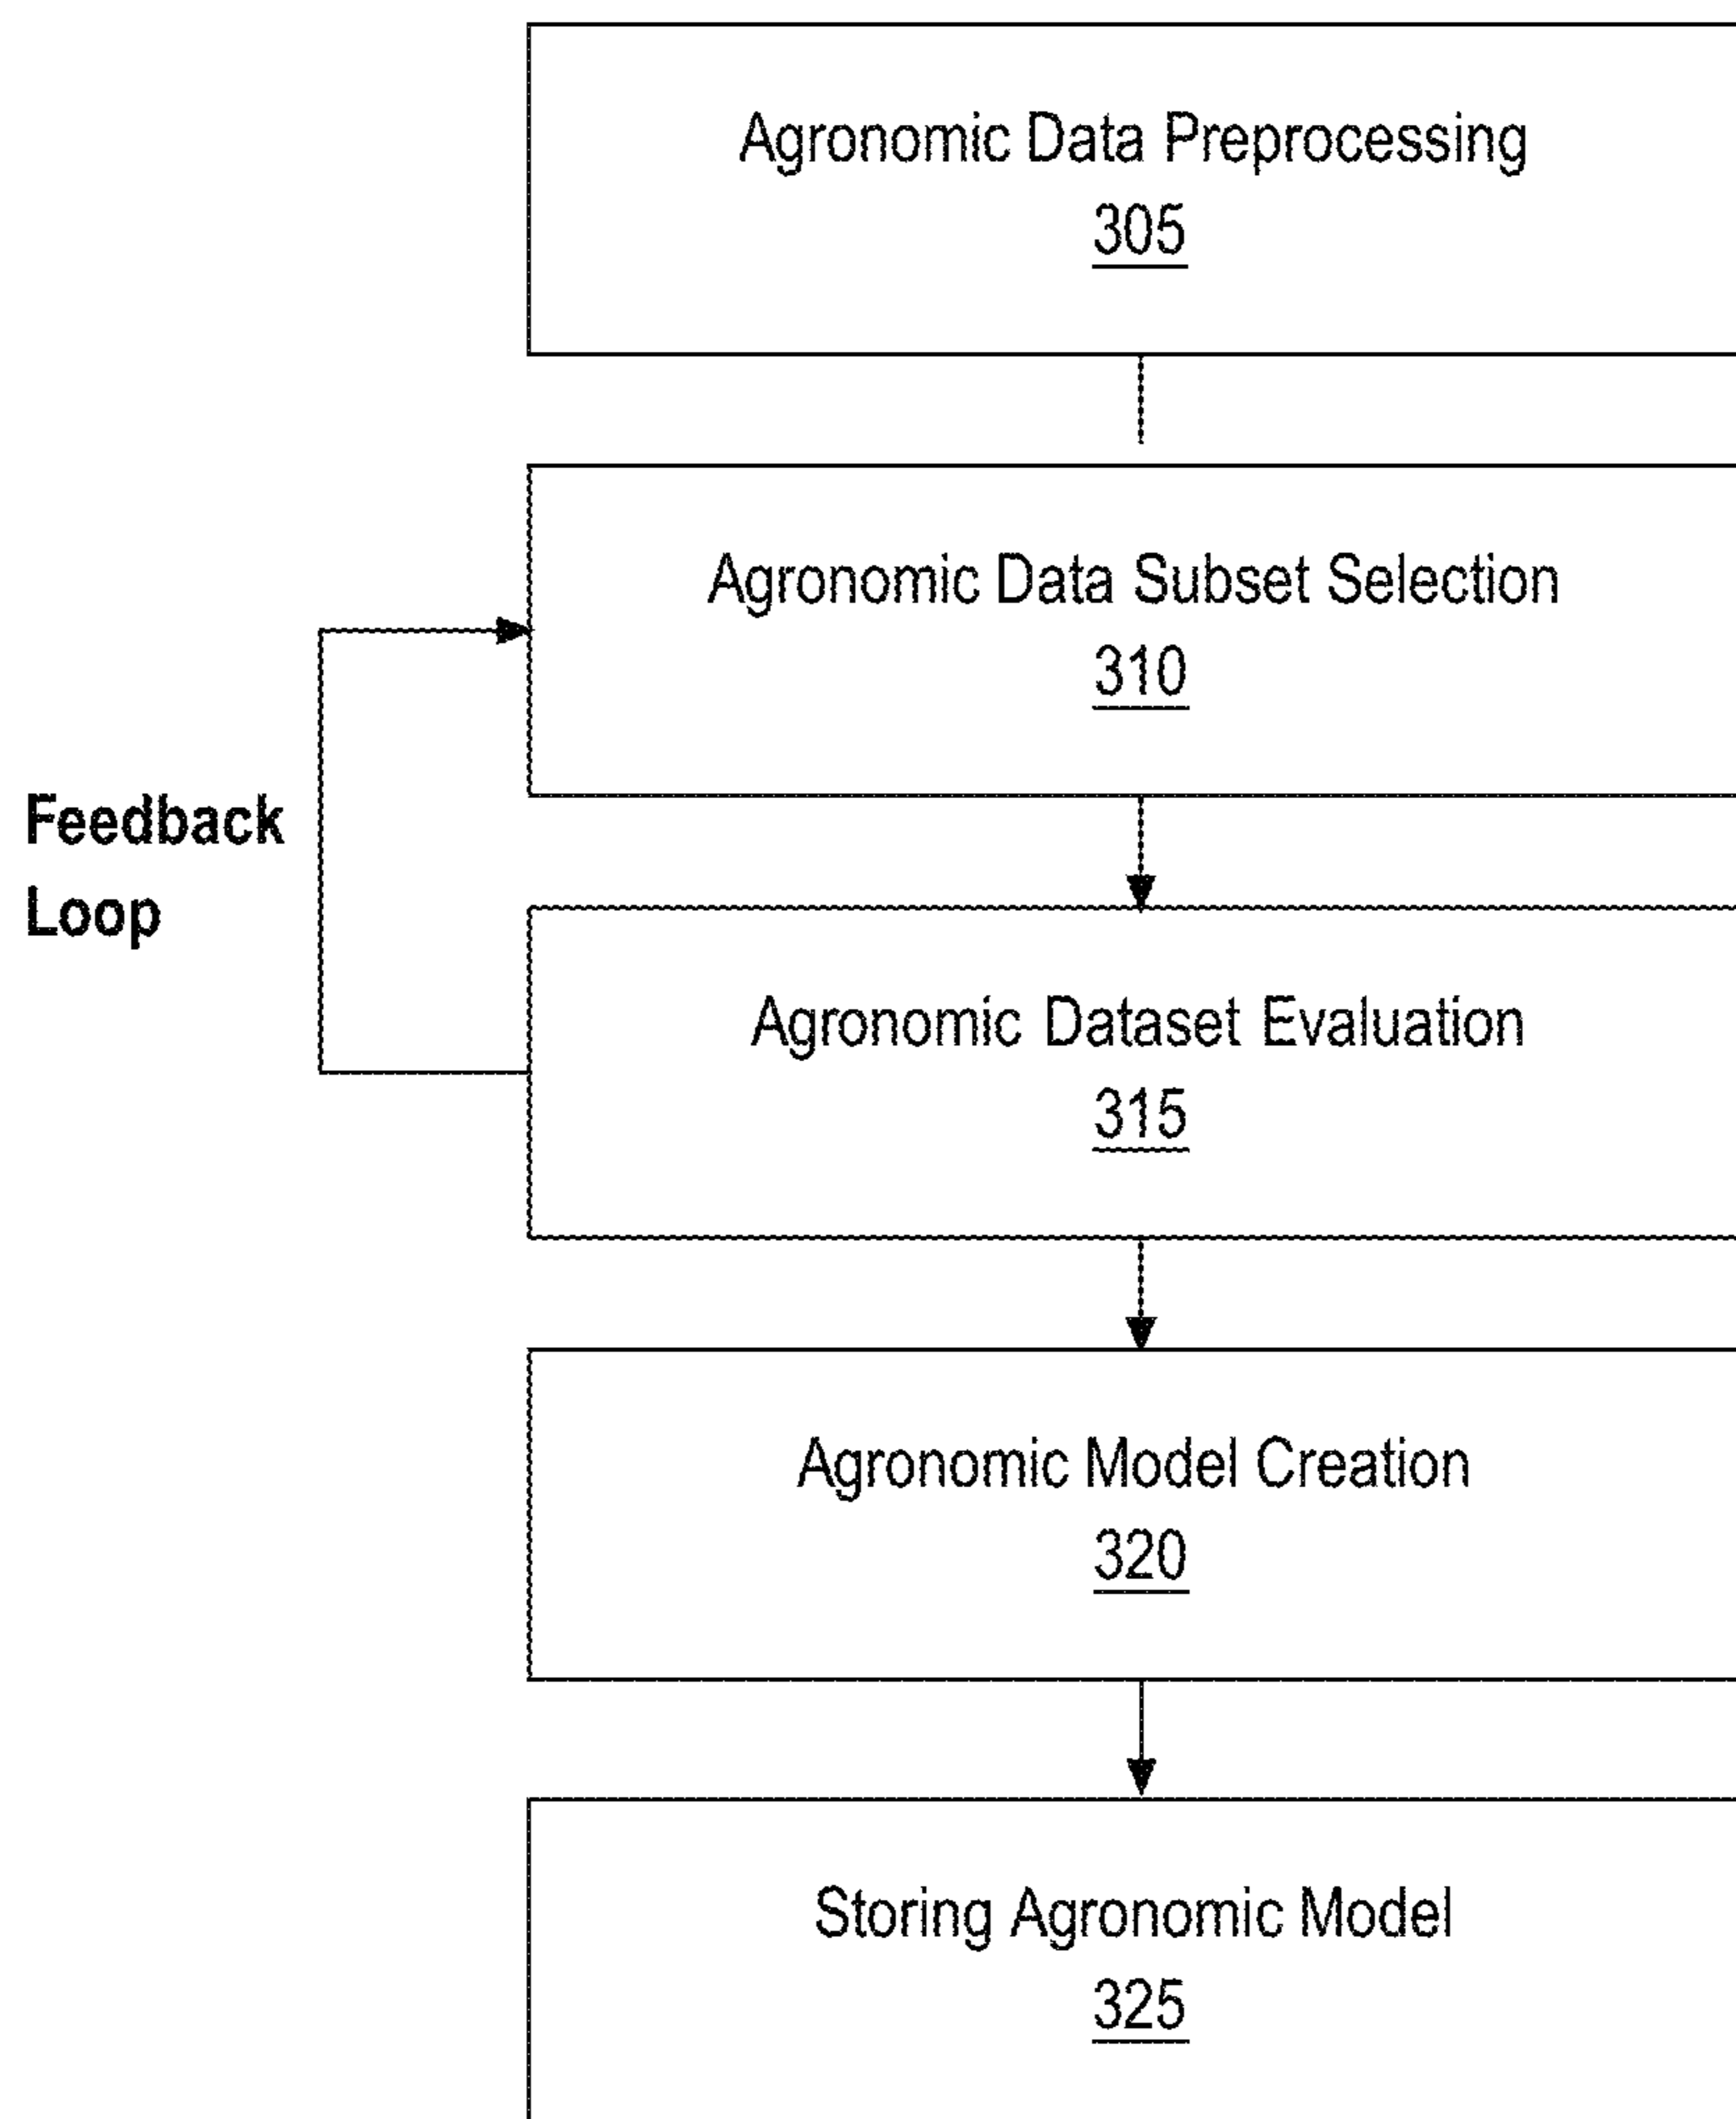 Agronomic Data Preprocessing
305
Agronomic Data Subset Selection
310
Feedback
Loop
Agronomic Dataset Evaluation
315
Agronomic Model Creation
320
Storing Agronomic Model
325